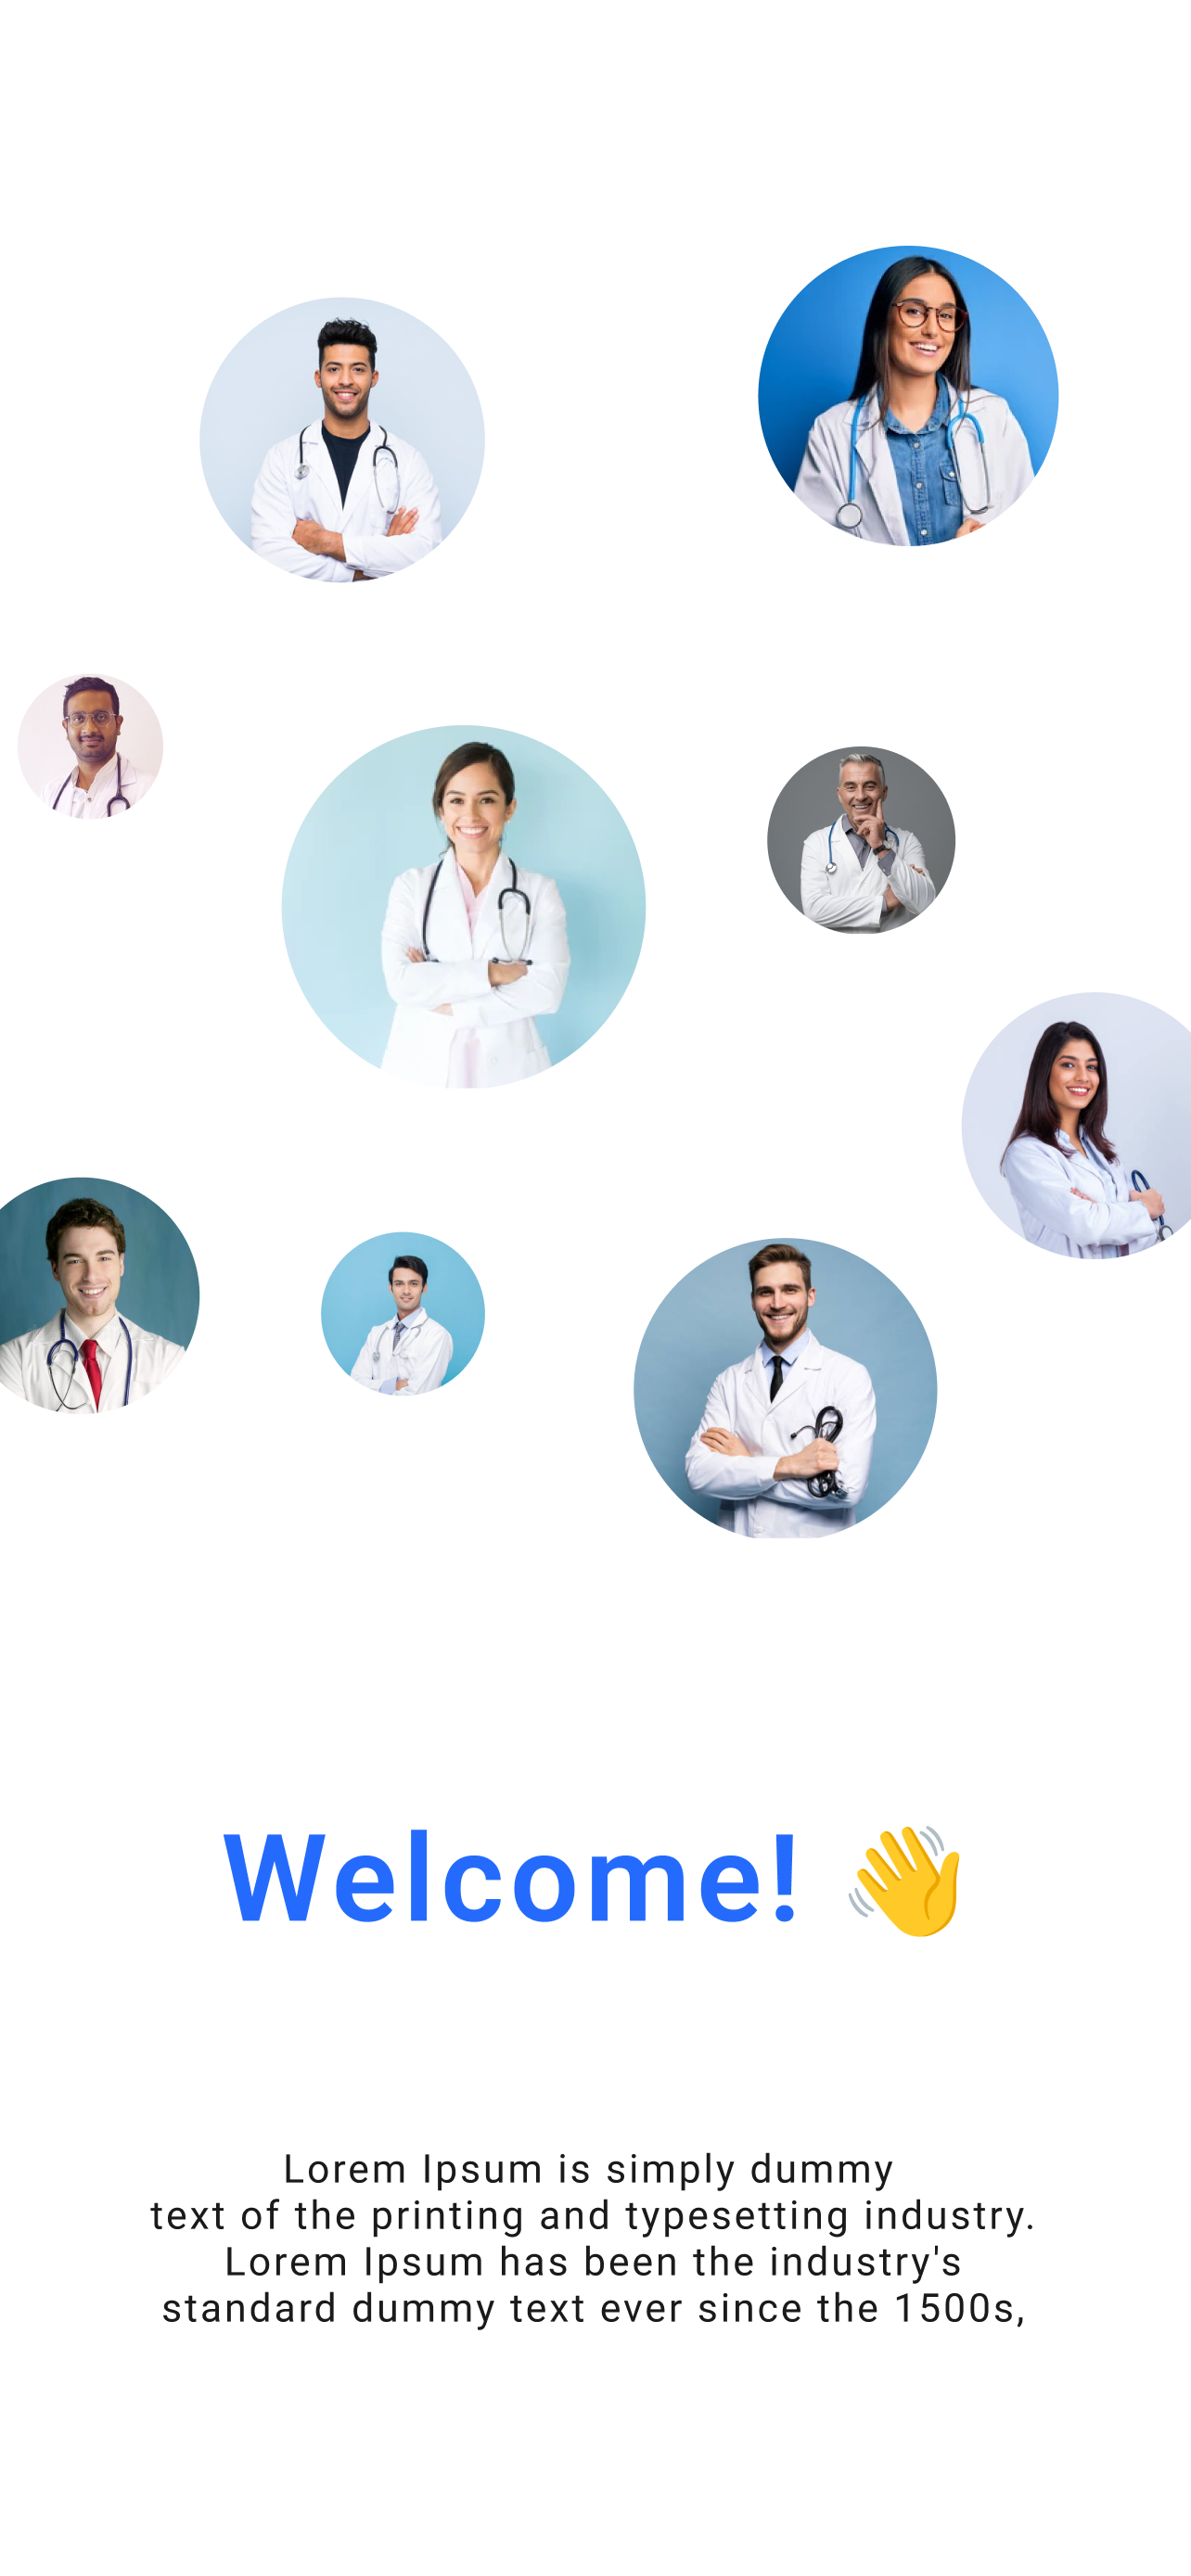 Welcome! 👋
Lorem Ipsum is simply dummy
text of the printing and typesetting industry.
Lorem Ipsum has been the industry's
standard dummy text ever since the 1500s,